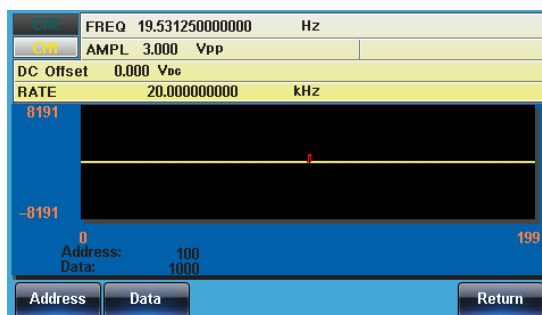 CH2 FREQ 19.531250000000 Hz
CH1 AMPL 3.000 Vpp
DC Offset 0.000 VDC
RATE 20.000000000 kHz
8191
-8191
0 199
Address: 100
Data: 1000
Address Data Return